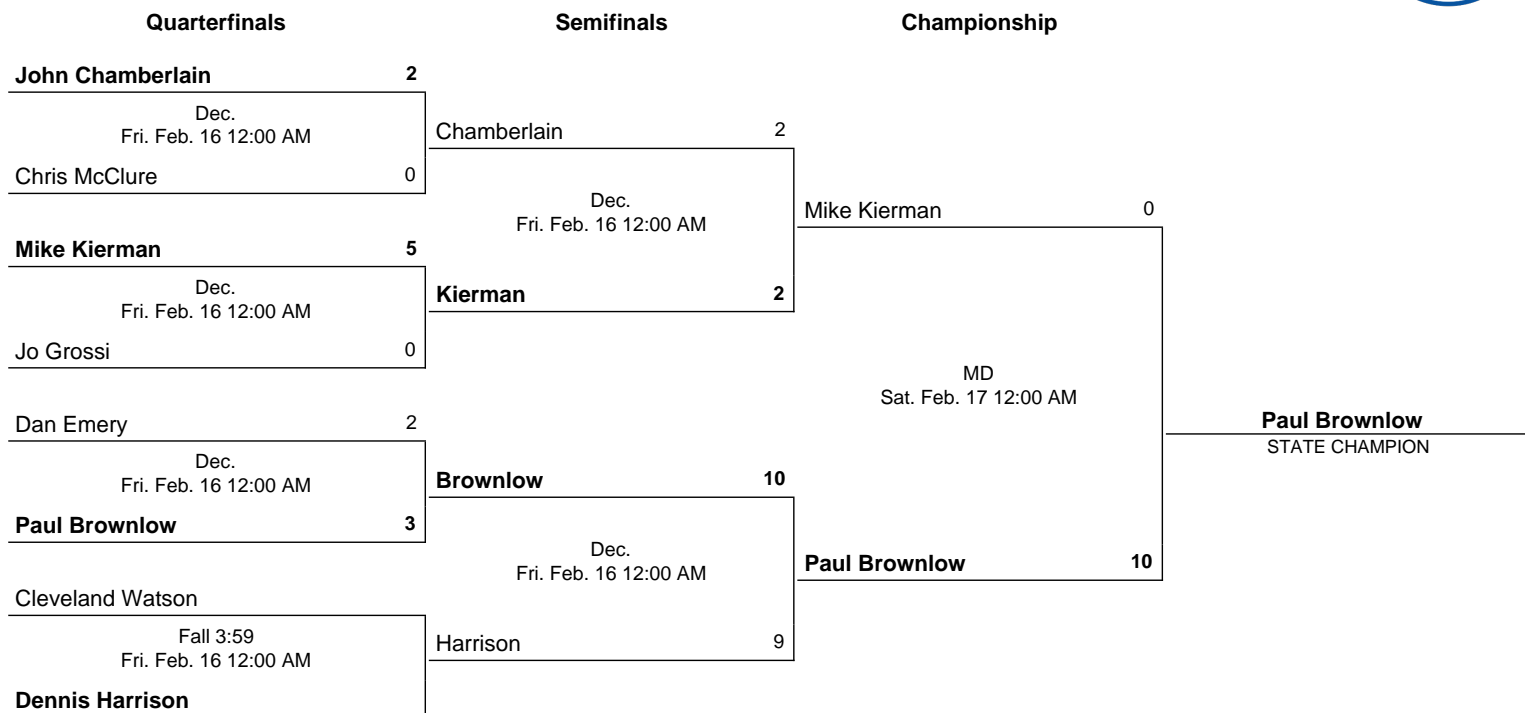 Quarterfinals Semifinals Championship
John Chamberlain 2
Dec.
Fri. Feb. 16 12:00 AM
Chris McClure 0
Mike Kierman 5
Dec.
Fri. Feb. 16 12:00 AM
Jo Grossi 0
Dan Emery 2
Dec.
Fri. Feb. 16 12:00 AM
Paul Brownlow 3
Cleveland Watson
Fall 3:59
Fri. Feb. 16 12:00 AM
Dennis Harrison
Chamberlain 2
Dec.
Fri. Feb. 16 12:00 AM
Kierman 2
Brownlow 10
Dec.
Fri. Feb. 16 12:00 AM
Harrison 9
Mike Kierman 0
MD
Sat. Feb. 17 12:00 AM
Paul Brownlow 10
Paul Brownlow
STATE CHAMPION